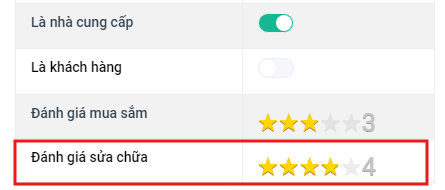 Là nhà cung cấp
Là khách hàng
Đánh giá mua sắm 3
Đánh giá sửa chữa 4